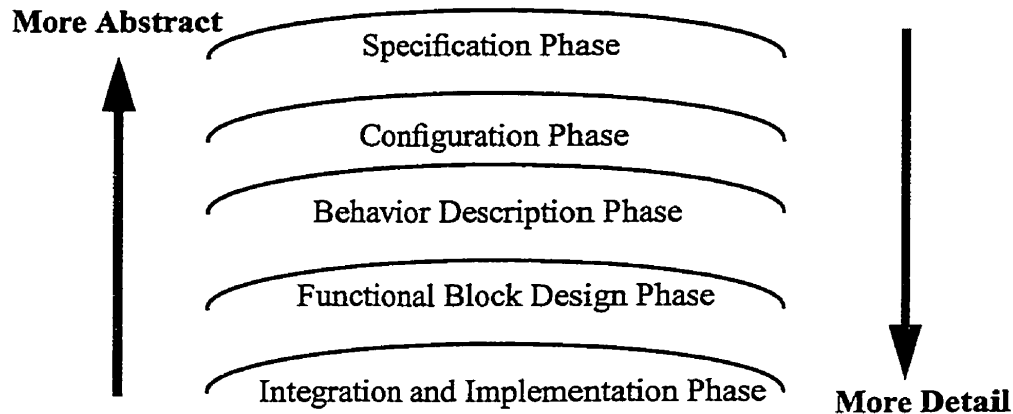 More Abstract
Specification Phase
Configuration Phase
Behavior Description Phase
Functional Block Design Phase
Integration and Implementation Phase
More Detail